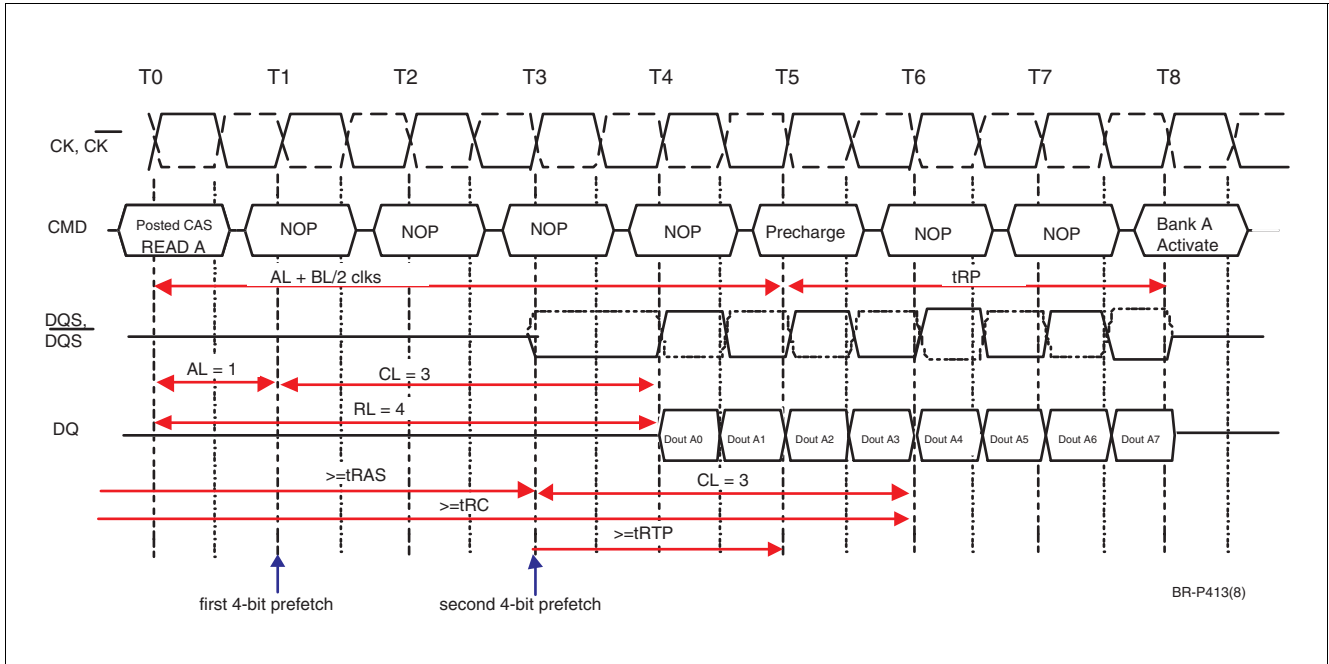 T0 T1 T2 T3 T4 T5 T6 T7 T8
CK, CK
CMD
Posted CAS
READ A
NOP
NOP
NOP
NOP
Precharge
NOP
NOP
Bank A
Activate
AL + BL/2 clks
tRP
DQS,
DQS
AL = 1
CL = 3
RL = 4
DQ
Dout A0
Dout A1
Dout A2
Dout A3
Dout A4
Dout A5
Dout A6
Dout A7
>=tRAS
CL = 3
>=tRC
>=tRTP
first 4-bit prefetch
second 4-bit prefetch
BR-P413(8)